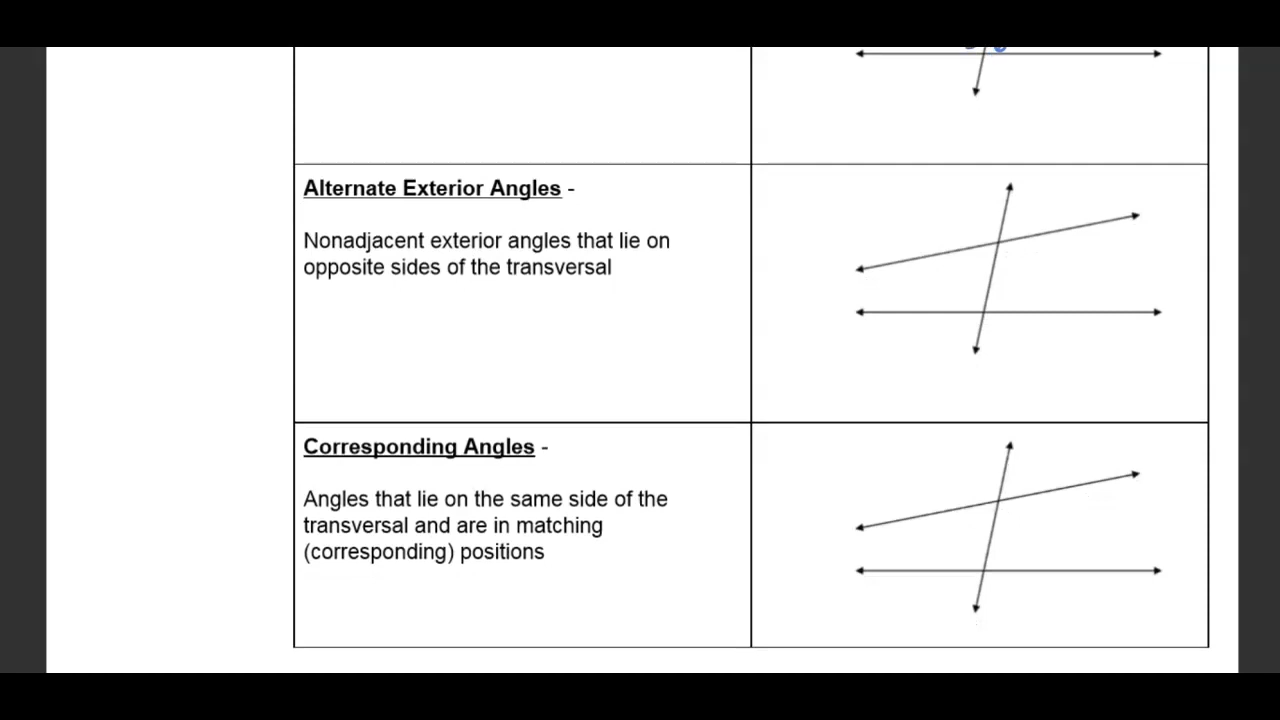 Alternate Exterior Angles -
Nonadjacent exterior angles that lie on
opposite sides of the transversal
Corresponding Angles -
Angles that lie on the same side of the
transversal and are in matching
(corresponding) positions